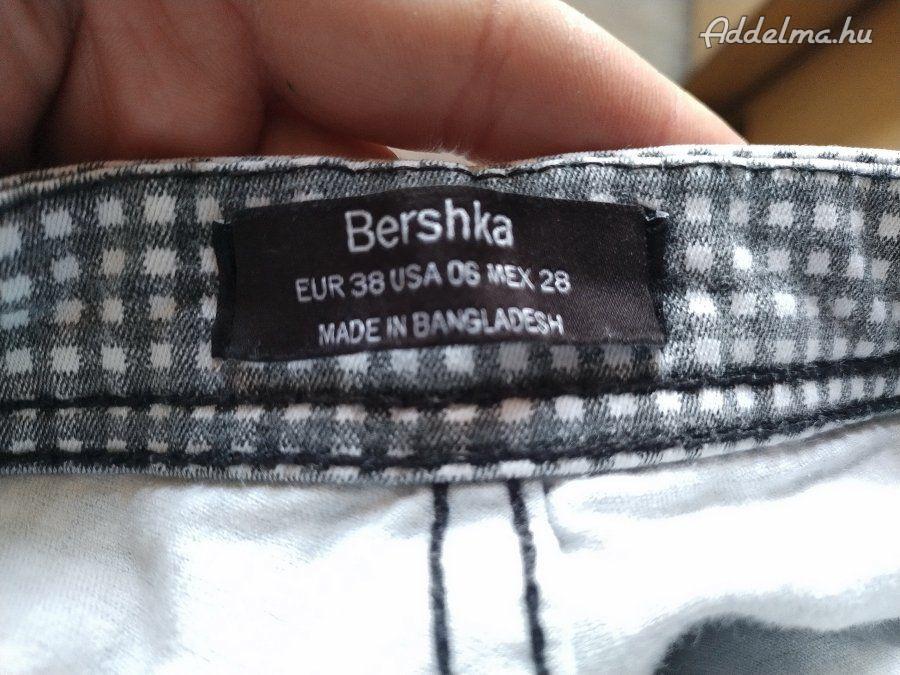 Addelma.hu
Bershka
EUR 38 USA 06 MEX 28
MADE IN BANGLADESH